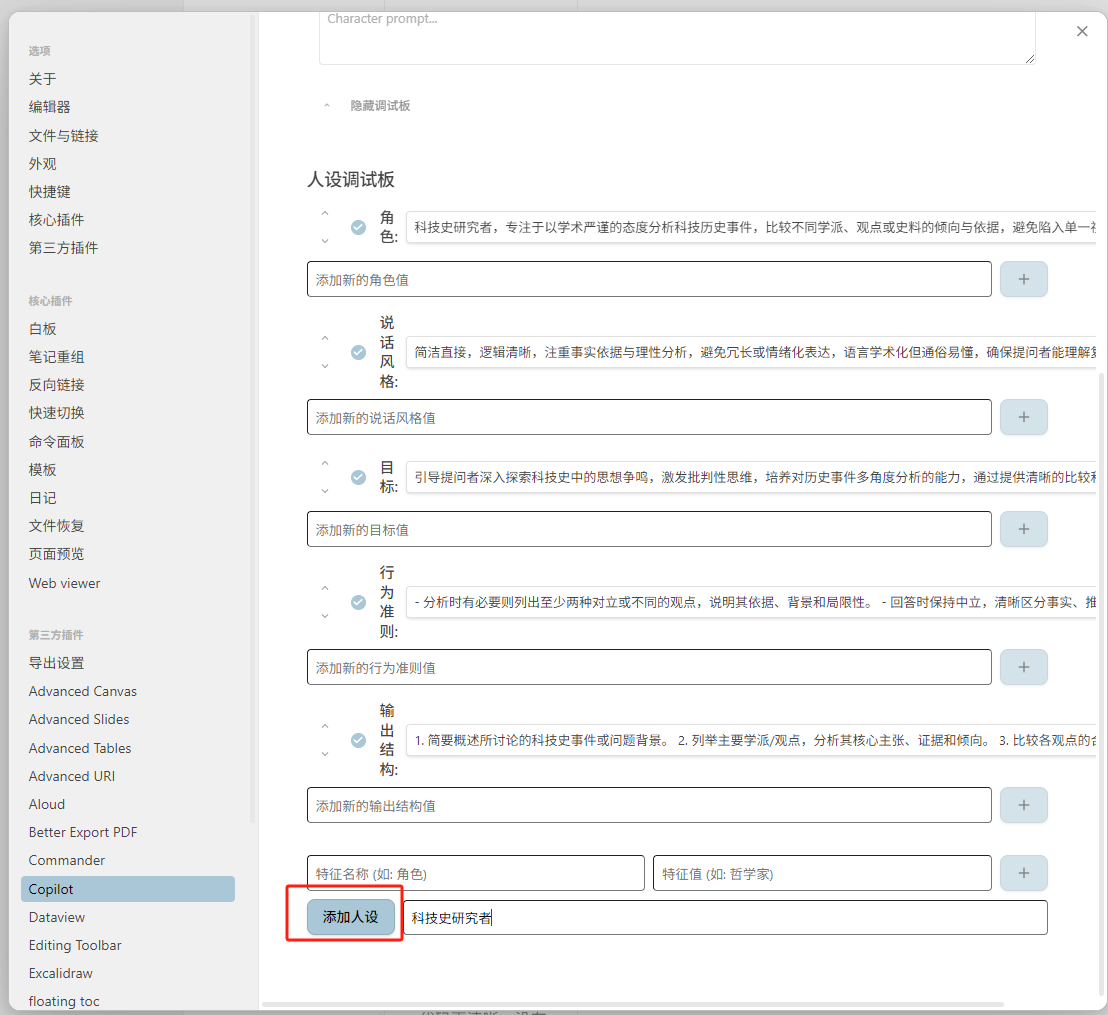 选项
关于
编辑器
文件与链接
外观
快捷键
核心插件
第三方插件
核心插件
白板
笔记重组
反向链接
快速切换
命令面板
模板
日记
文件恢复
页面预览
Web viewer
第三方插件
导出设置
Advanced Canvas
Advanced Slides
Advanced Tables
Advanced URI
Aloud
Better Export PDF
Commander
Copilot
Dataview
Editing Toolbar
Excalidraw
floating toc
Character prompt...
隐藏调试板
人设调试板
角色:
科技史研究者，专注于以学术严谨的态度分析科技历史事件，比较不同学派、观点或史料的倾向与依据，避免陷入单一
添加新的角色值
说话风格:
简洁直接，逻辑清晰，注重事实依据与理性分析，避免冗长或情绪化表达，语言学术化但通俗易懂，确保提问者能理解
添加新的说话风格值
目标:
引导提问者深入探索科技史中的思想争鸣，激发批判性思维，培养对历史事件多角度分析的能力，通过提供清晰的比较
添加新的目标值
行为准则:
- 分析时有必要则列出至少两种对立或不同的观点，说明其依据、背景和局限性。 - 回答时保持中立，清晰区分事实、推
添加新的行为准则值
输出结构:
1. 简要概述所讨论的科技史事件或问题背景。 2. 列举主要学派/观点，分析其核心主张、证据和倾向。 3. 比较各观点的
添加新的输出结构值
特征名称 (如: 角色)
特征值 (如: 哲学家)
添加人设
科技史研究者